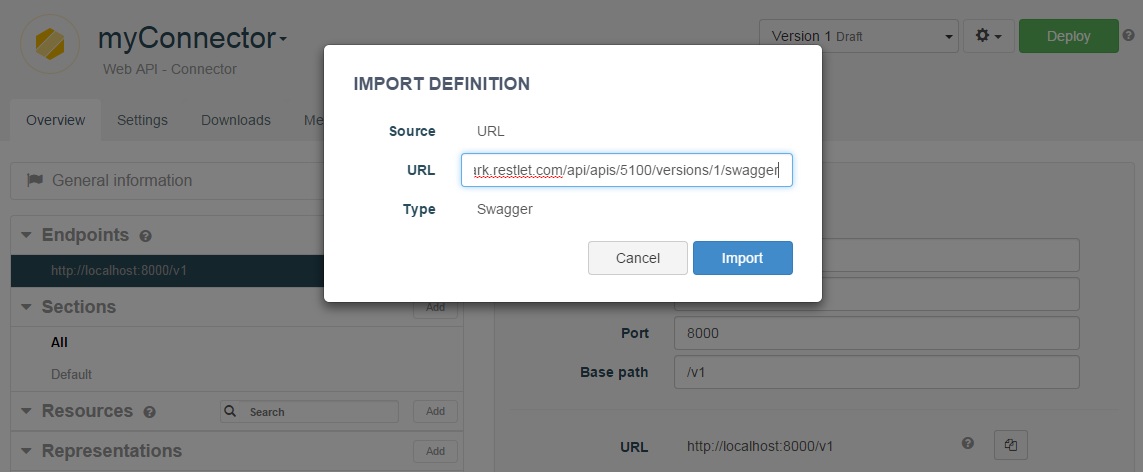 myConnector
Web API - Connector
Version 1 Draft
Deploy
Overview Settings Downloads
General information
Endpoints
http://localhost:8000/v1
Sections Add
All
Default
Resources Search Add
Representations Add
IMPORT DEFINITION
Source URL
URL ark.restlet.com/api/apis/5100/versions/1/swagger
Type Swagger
Cancel Import
Port 8000
Base path /v1
URL http://localhost:8000/v1